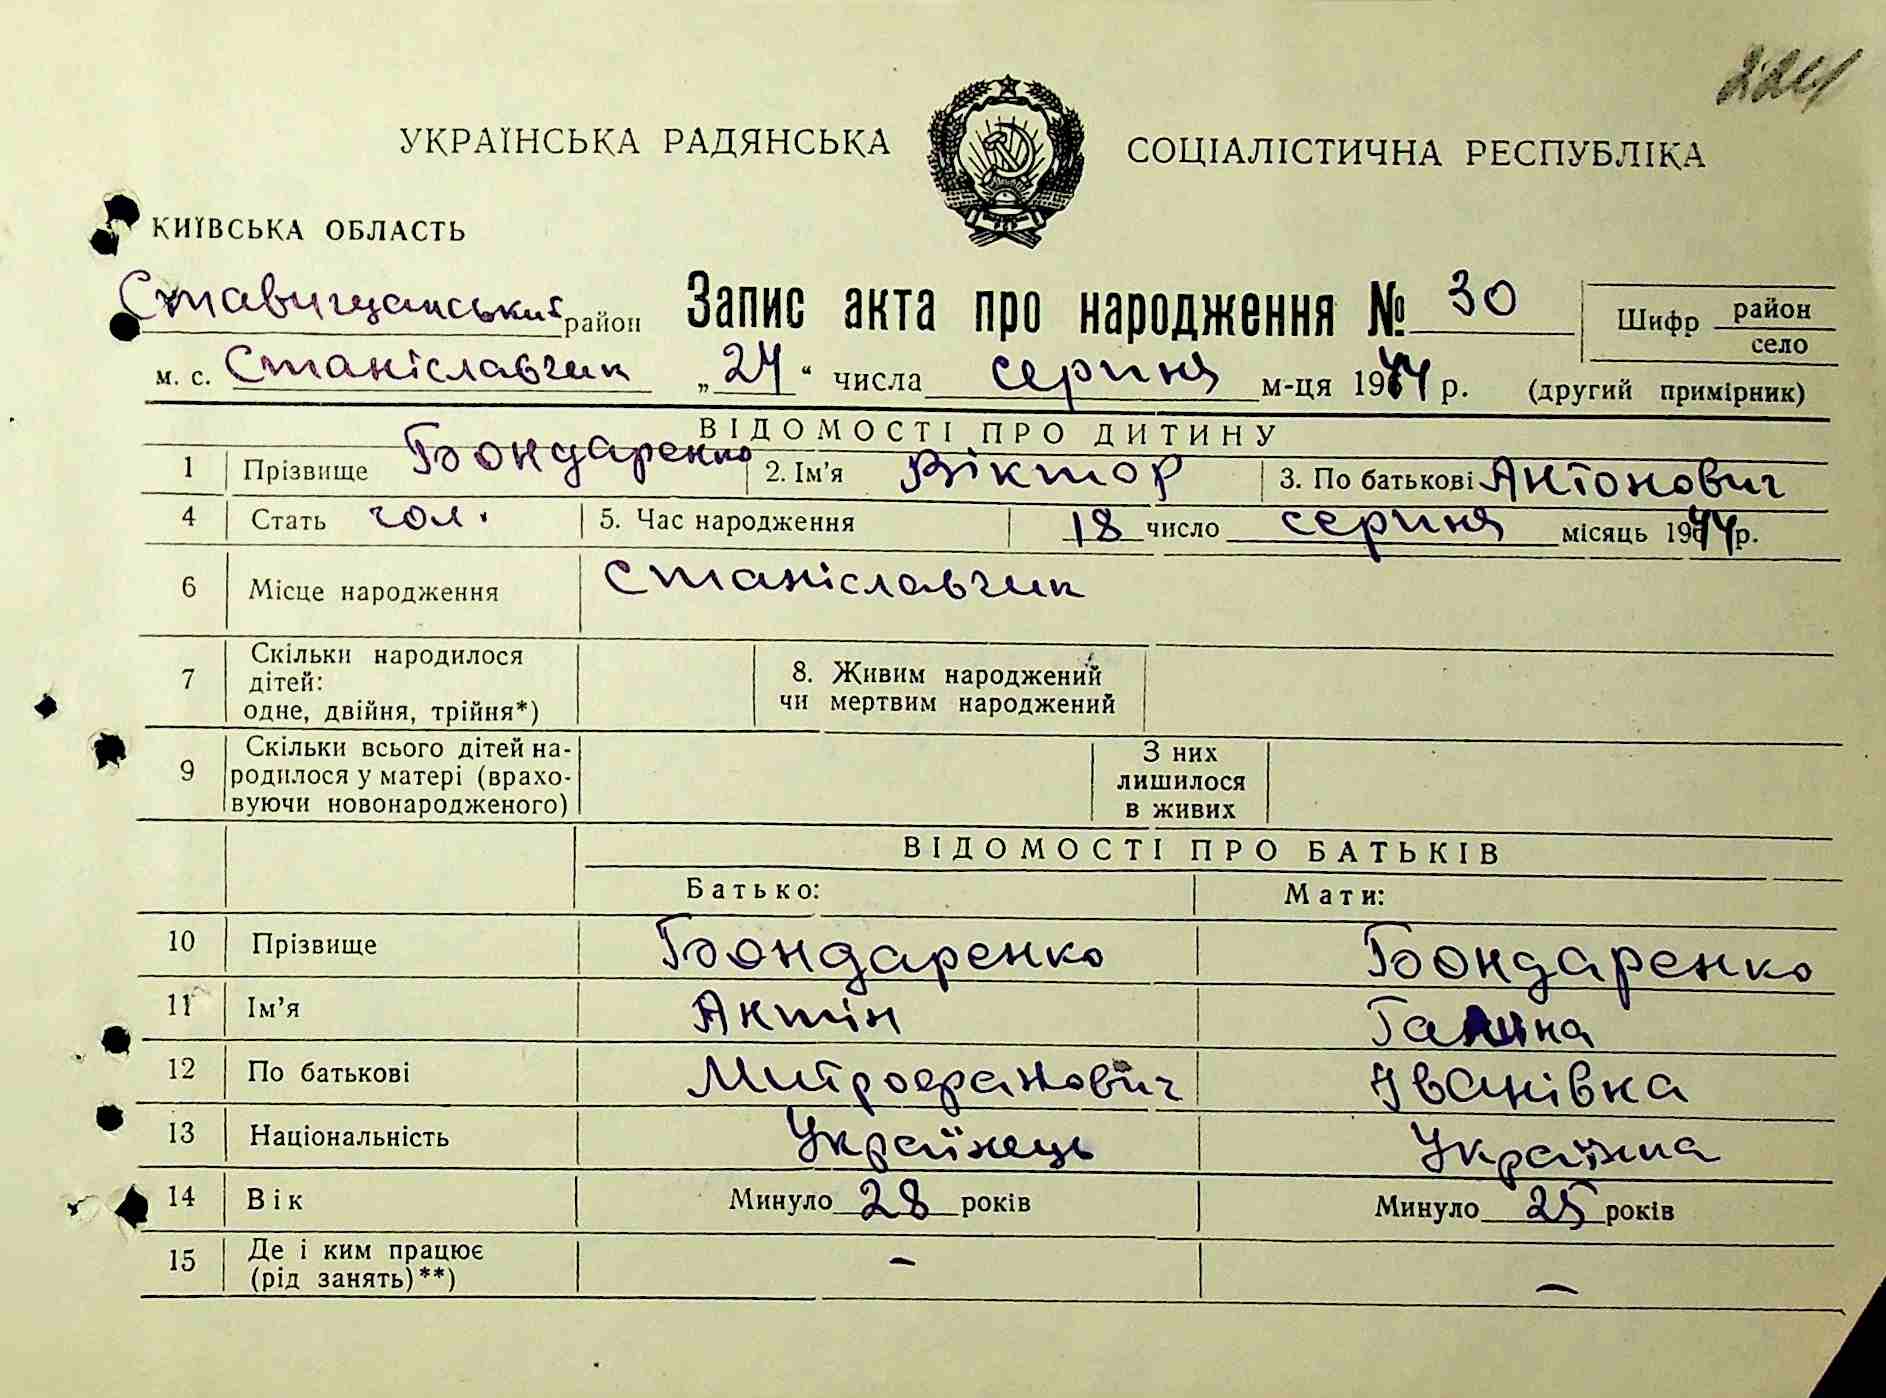 224
УКРАЇНСЬКА РАДЯНСЬКА СОЦІАЛІСТИЧНА РЕСПУБЛІКА
КИЇВСЬКА ОБЛАСТЬ
Ставищанський район Запис акта про народження № 30 Шифр район село
м. с. Станіславчик „24“ числа серпня м-ця 1944 р. (другий примірник)
ВІДОМОСТІ ПРО ДИТИНУ
1 Прізвище Бондаренко 2. Ім'я Віктор 3. По батькові Антонович
4 Стать чол. 5. Час народження 18 число серпня місяць 1944 р.
6 Місце народження Станіславчик
7 Скільки народилося дітей: одне, двійня, трійня*) 8. Живим народжений чи мертвим народжений
9 Скільки всього дітей народилося у матері (враховуючи новонародженого) З них лишилося в живих
ВІДОМОСТІ ПРО БАТЬКІВ
Батько: Мати:
10 Прізвище Бондаренко Бондаренко
11 Ім'я Актін Галина
12 По батькові Митрофанович Іванівка
13 Національність Українець Українка
14 Вік Минуло 28 років Минуло 25 років
15 Де і ким працює (рід занять)**) – –